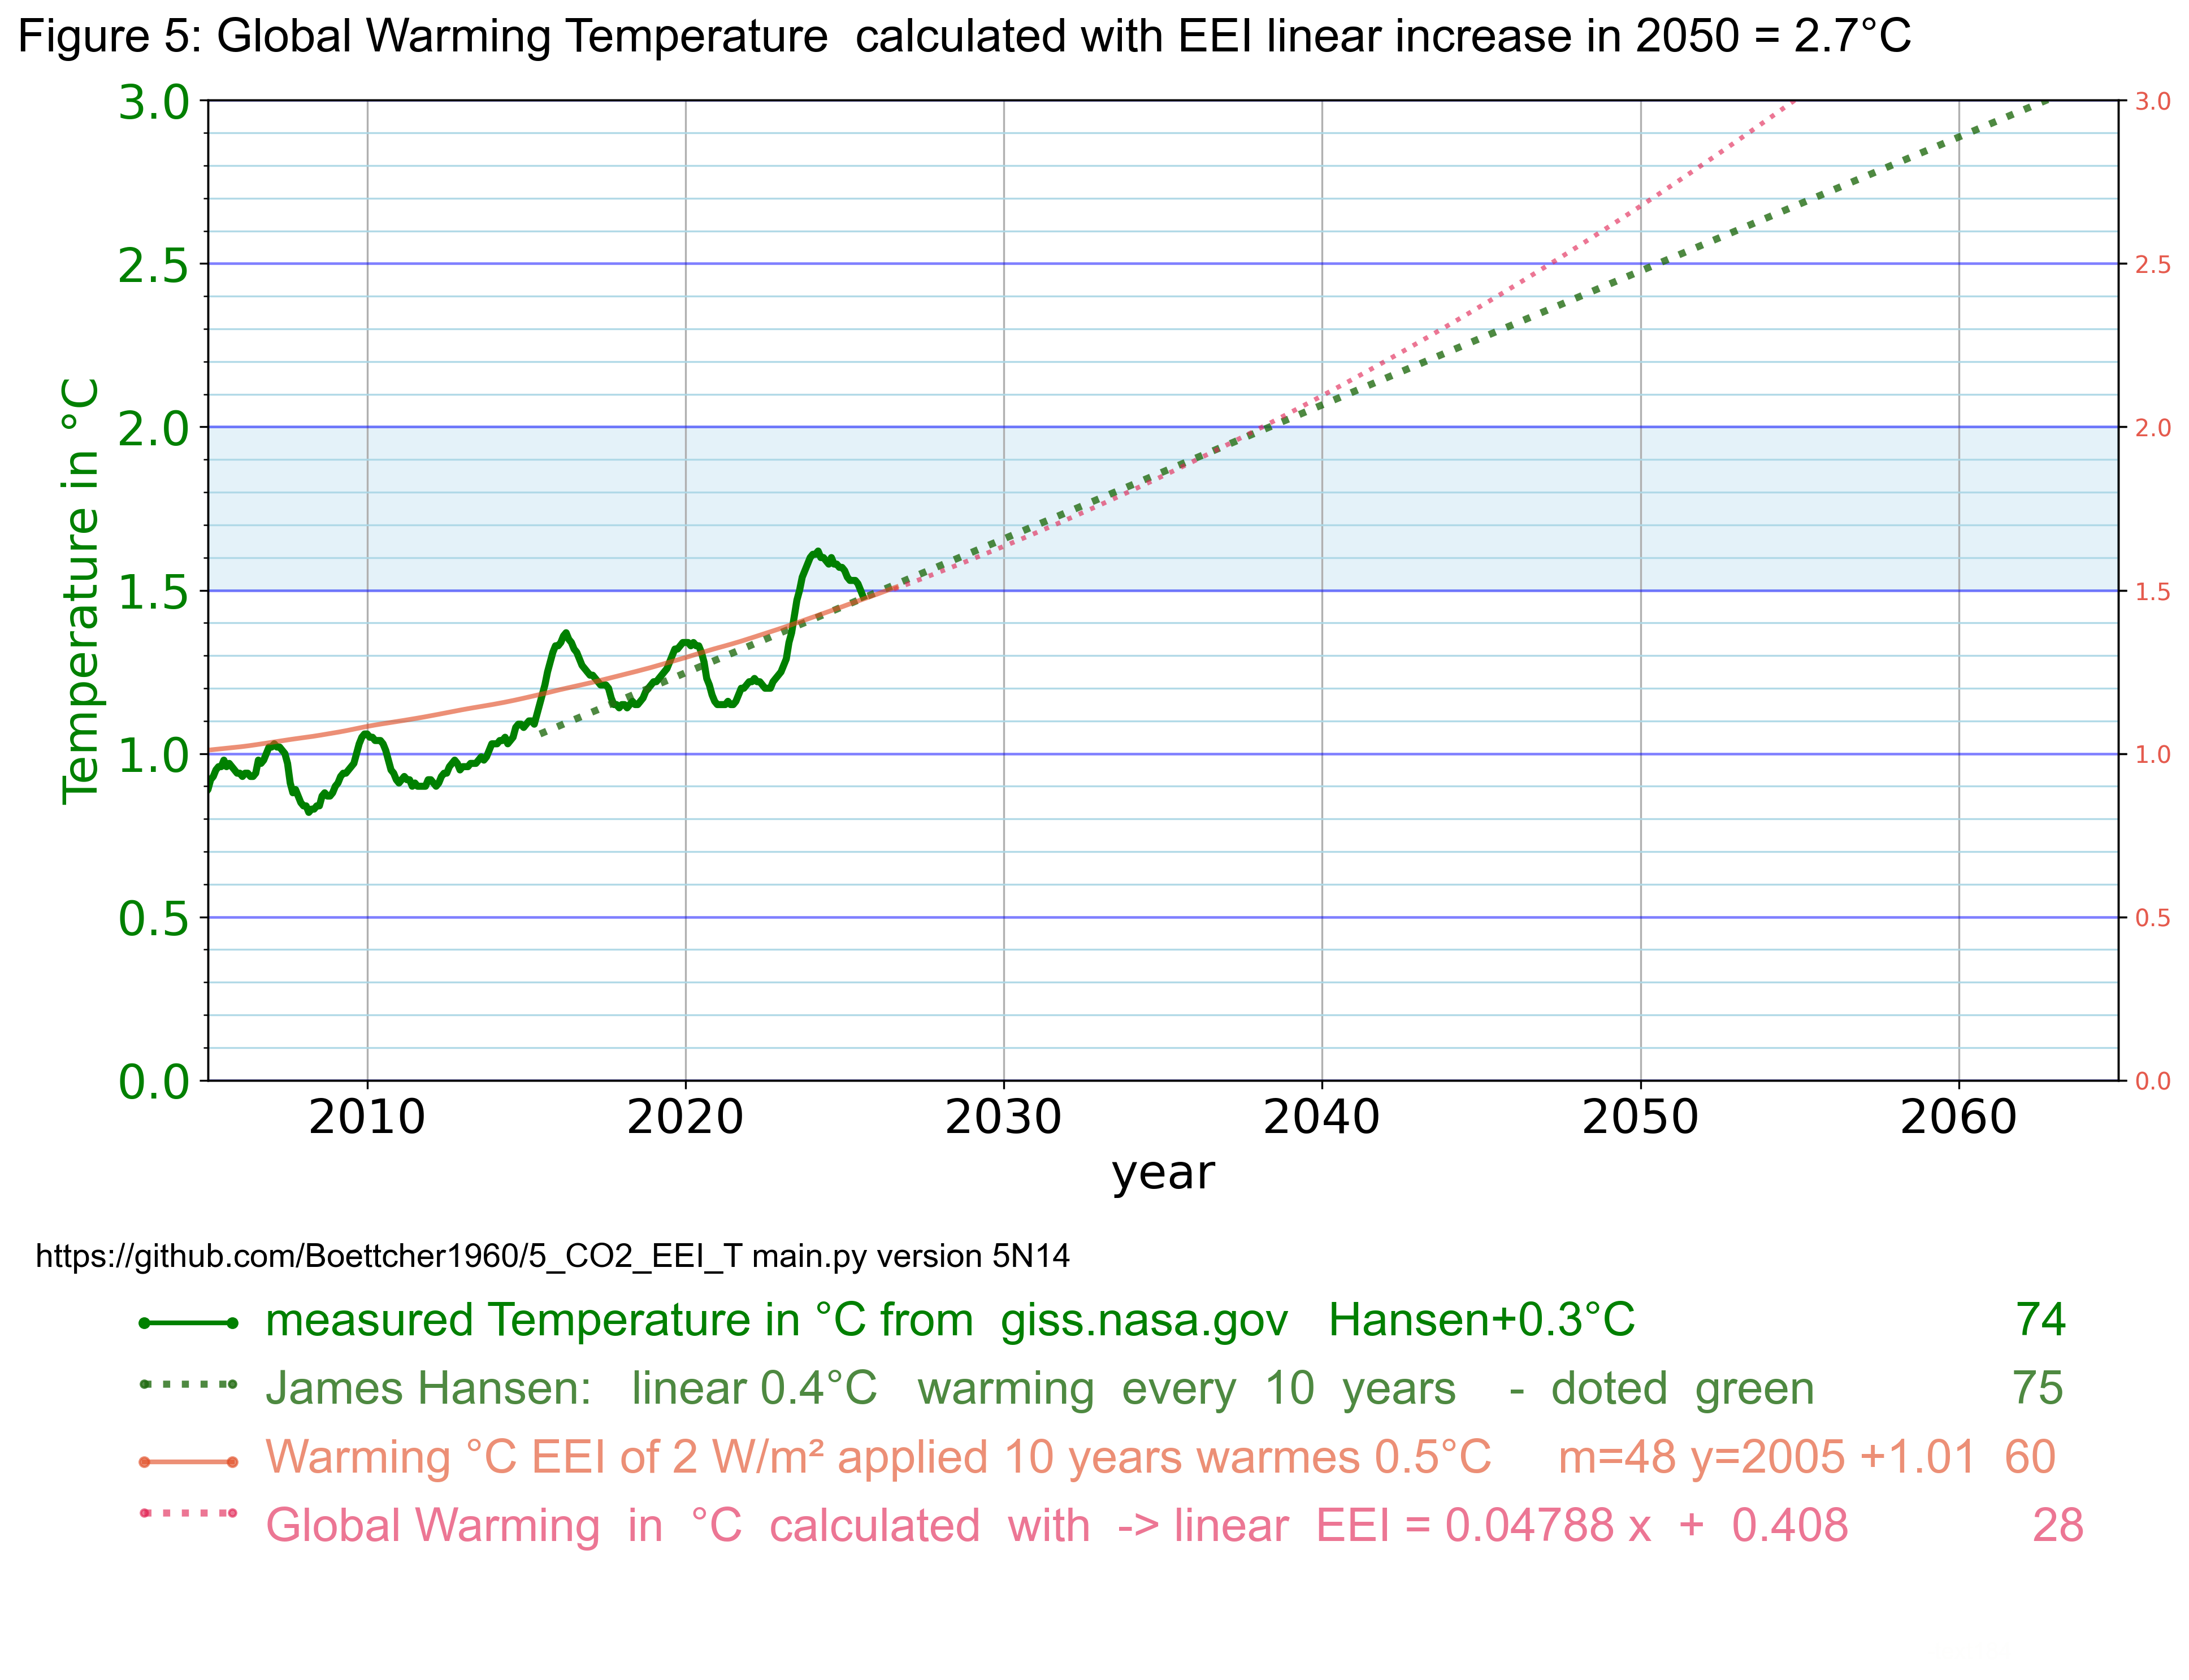 Figure 5: Global Warming Temperature  calculated with EEI linear increase in 2050 = 2.7°C
3.0 3.0
2.5 2.5
2.0 2.0
1.5 1.5
1.0 1.0
0.5 0.5
0.0 0.0
Temperature in °C
2010 2020 2030 2040 2050 2060
year
https://github.com/Boettcher1960/5_CO2_EEI_T main.py version 5N14
measured Temperature in °C from  giss.nasa.gov   Hansen+0.3°C 74
James Hansen:   linear 0.4°C   warming  every  10  years    -  doted  green 75
Warming °C EEI of 2 W/m² applied 10 years warmes 0.5°C     m=48 y=2005 +1.01  60
Global Warming  in  °C  calculated  with  -> linear  EEI = 0.04788 x  +  0.408 28